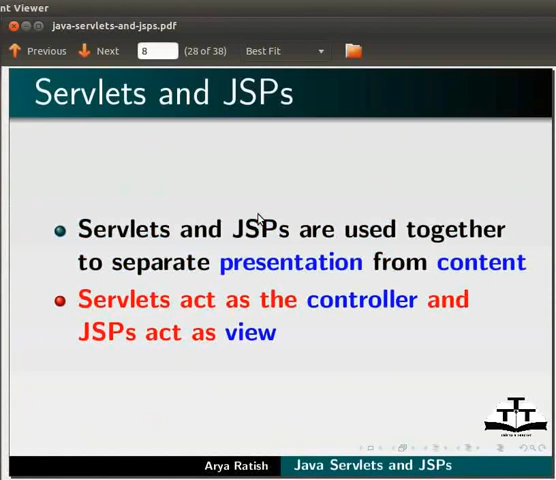 nt Viewer
java-servlets-and-jsps.pdf
Previous Next 8 (28 of 38) Best Fit
Servlets and JSPs
Servlets and JSPs are used together
to separate presentation from content
Servlets act as the controller and
JSPs act as view
Arya Ratish Java Servlets and JSPs